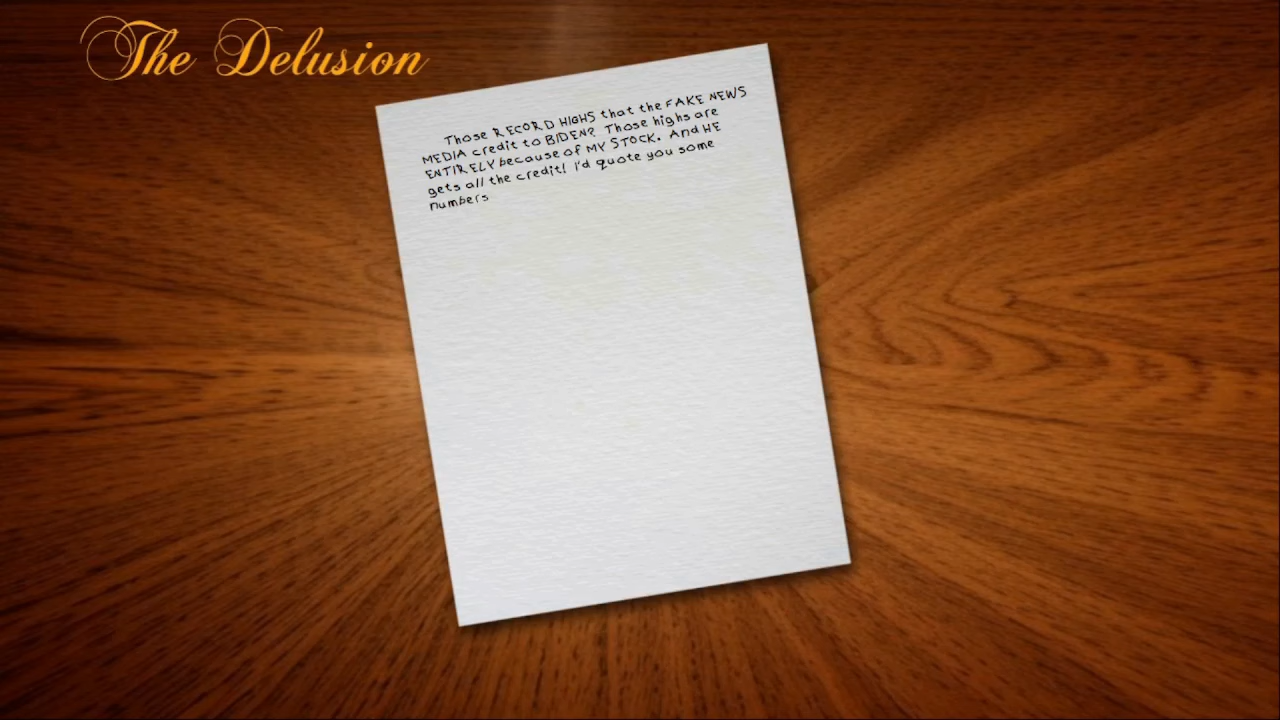 The Delusion
Those RECORD HIGHS that the FAKE NEWS
MEDIA credit to BIDEN? Those highs are
ENTIRELY because of MY STOCK. And HE
gets all the credit! I'd quote you some
numbers